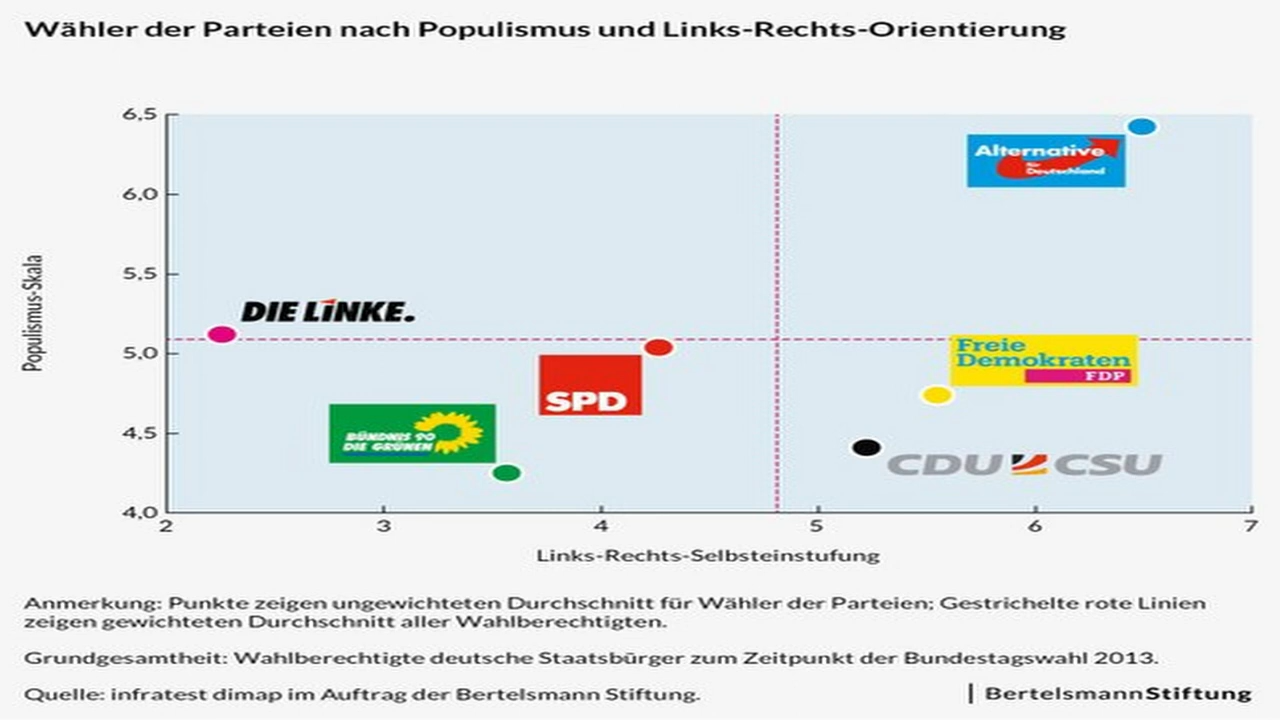 Wähler der Parteien nach Populismus und Links-Rechts-Orientierung
Populismus-Skala
6,5
6,0
5,5
5,0
4,5
4,0
Alternative
für
Deutschland
DIE LINKE.
Freie
Demokraten
FDP
SPD
BÜNDNIS 90
DIE GRÜNEN
CDU CSU
2
3
4
5
6
7
Links-Rechts-Selbsteinstufung
Anmerkung: Punkte zeigen ungewichteten Durchschnitt für Wähler der Parteien; Gestrichelte rote Linien
zeigen gewichteten Durchschnitt aller Wahlberechtigten.
Grundgesamtheit: Wahlberechtigte deutsche Staatsbürger zum Zeitpunkt der Bundestagswahl 2013.
Quelle: infratest dimap im Auftrag der Bertelsmann Stiftung.
BertelsmannStiftung